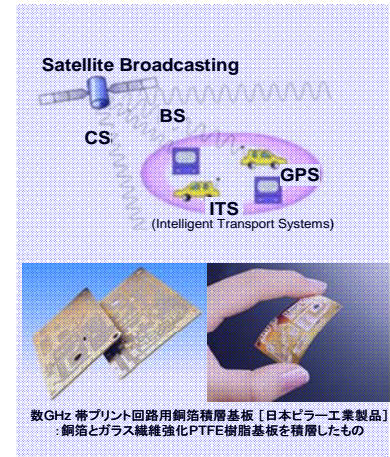 Satellite Broadcasting
BS
CS
GPS
ITS
(Intelligent Transport Systems)
数GHz 帯プリント回路用銅箔積層基板 [日本ピラー工業製品]
:銅箔とガラス繊維強化PTFE樹脂基板を積層したもの